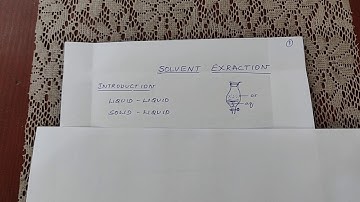 ①
SOLVENT EXRACTION
INTRODUCTION
LIQUID - LIQUID
SOLID - LIQUID